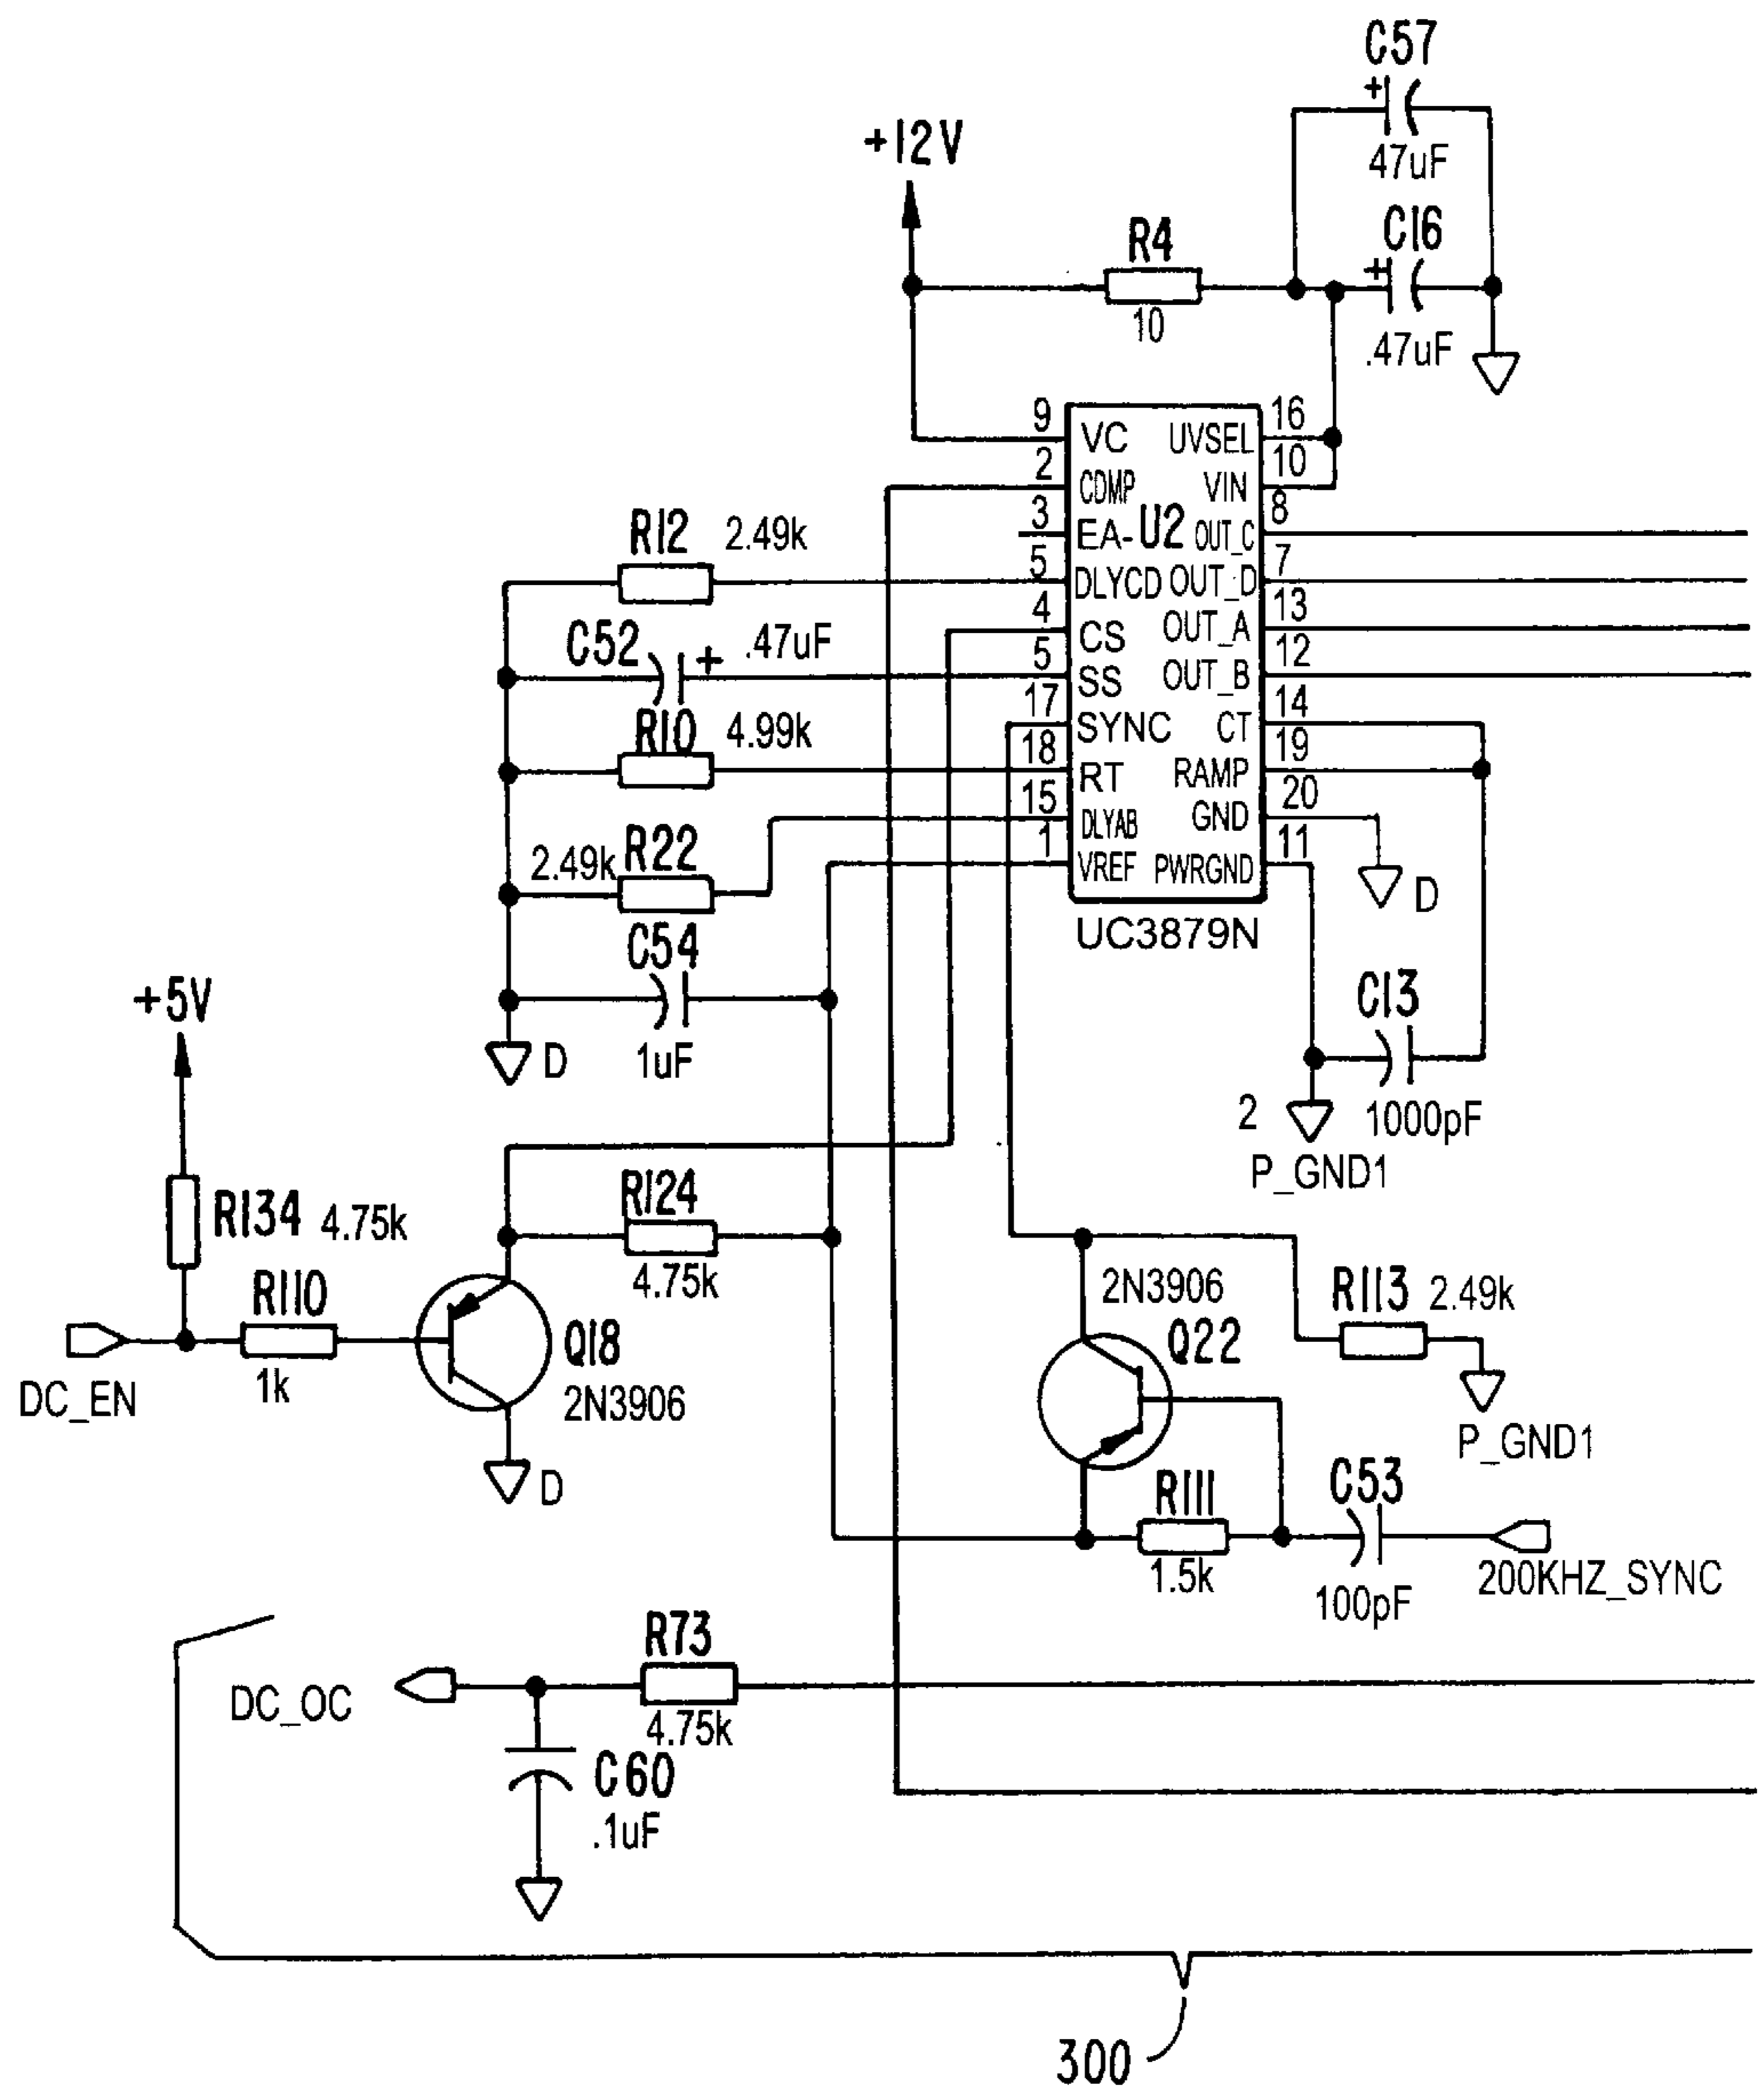 C57
+
47uF
+12V
R4
10
C16
+
.47uF
9 VC UVSEL 16
2 CDMP VIN 10
3 EA- U2 OUT_C 8
R12 2.49k
5 DLYCD OUT_D 7
4 CS OUT_A 13
C52 + .47uF
5 SS OUT_B 12
17 SYNC CT 14
R10 4.99k
18 RT RAMP 19
15 DLYAB GND 20
2.49k R22
1 VREF PWRGND 11
D
UC3879N
C54
1uF
D
+5V
C13
1000pF
2
P_GND1
R134 4.75k
R124
4.75k
R110
1k
DC_EN
Q18
2N3906
D
2N3906
Q22
R113 2.49k
P_GND1
R111
1.5k
C53
100pF
200KHZ_SYNC
R73
4.75k
DC_OC
C60
.1uF
300